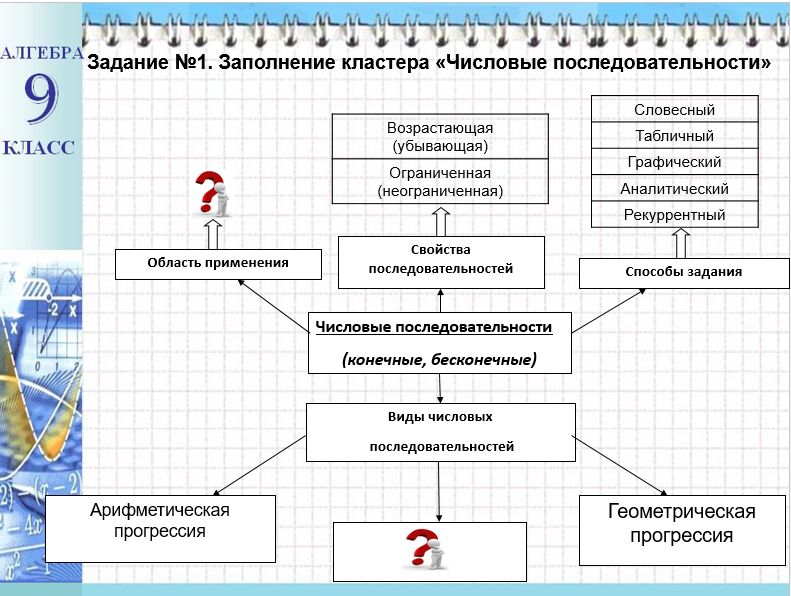 АЛГЕБРА
9
КЛАСС
Задание №1. Заполнение кластера «Числовые последовательности»
Словесный
Табличный
Графический
Аналитический
Рекуррентный
Возрастающая
(убывающая)
Ограниченная
(неограниченная)
Область применения
Свойства
последовательностей
Способы задания
Числовые последовательности
(конечные, бесконечные)
Виды числовых
последовательностей
Арифметическая
прогрессия
Геометрическая
прогрессия